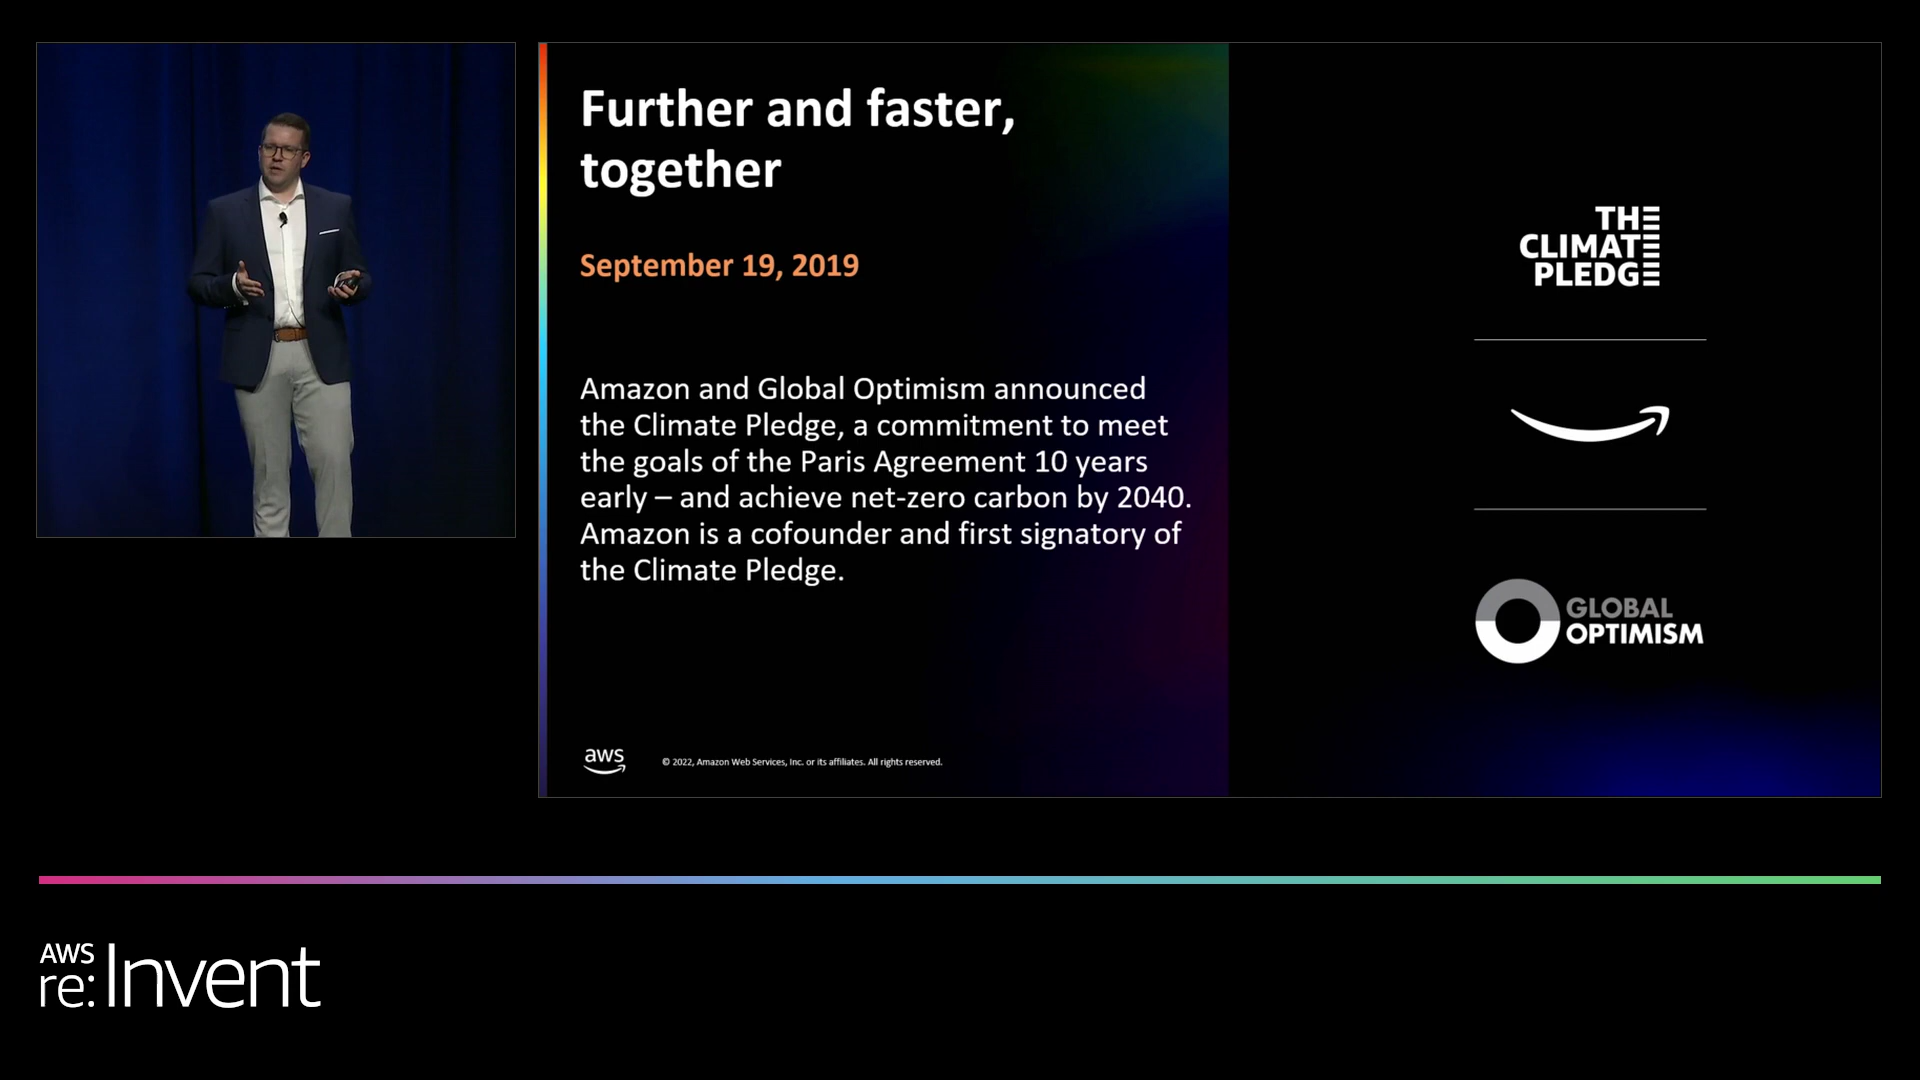 Further and faster,
together
September 19, 2019
Amazon and Global Optimism announced
the Climate Pledge, a commitment to meet
the goals of the Paris Agreement 10 years
early – and achieve net-zero carbon by 2040.
Amazon is a cofounder and first signatory of
the Climate Pledge.
aws
© 2022, Amazon Web Services, Inc. or its affiliates. All rights reserved.
THE
CLIMATE
PLEDGE
GLOBAL
OPTIMISM
AWS
re:Invent